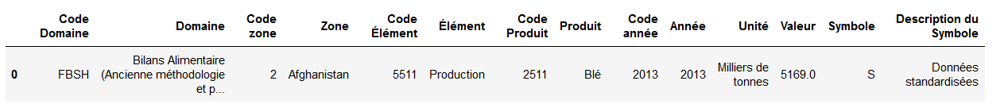 Code Domaine Domaine Code zone Zone Code Élément Élément Code Produit Produit Code année Année Unité Valeur Symbole Description du Symbole
0 FBSH Bilans Alimentaire (Ancienne méthodologie et p... 2 Afghanistan 5511 Production 2511 Blé 2013 2013 Milliers de tonnes 5169.0 S Données standardisées